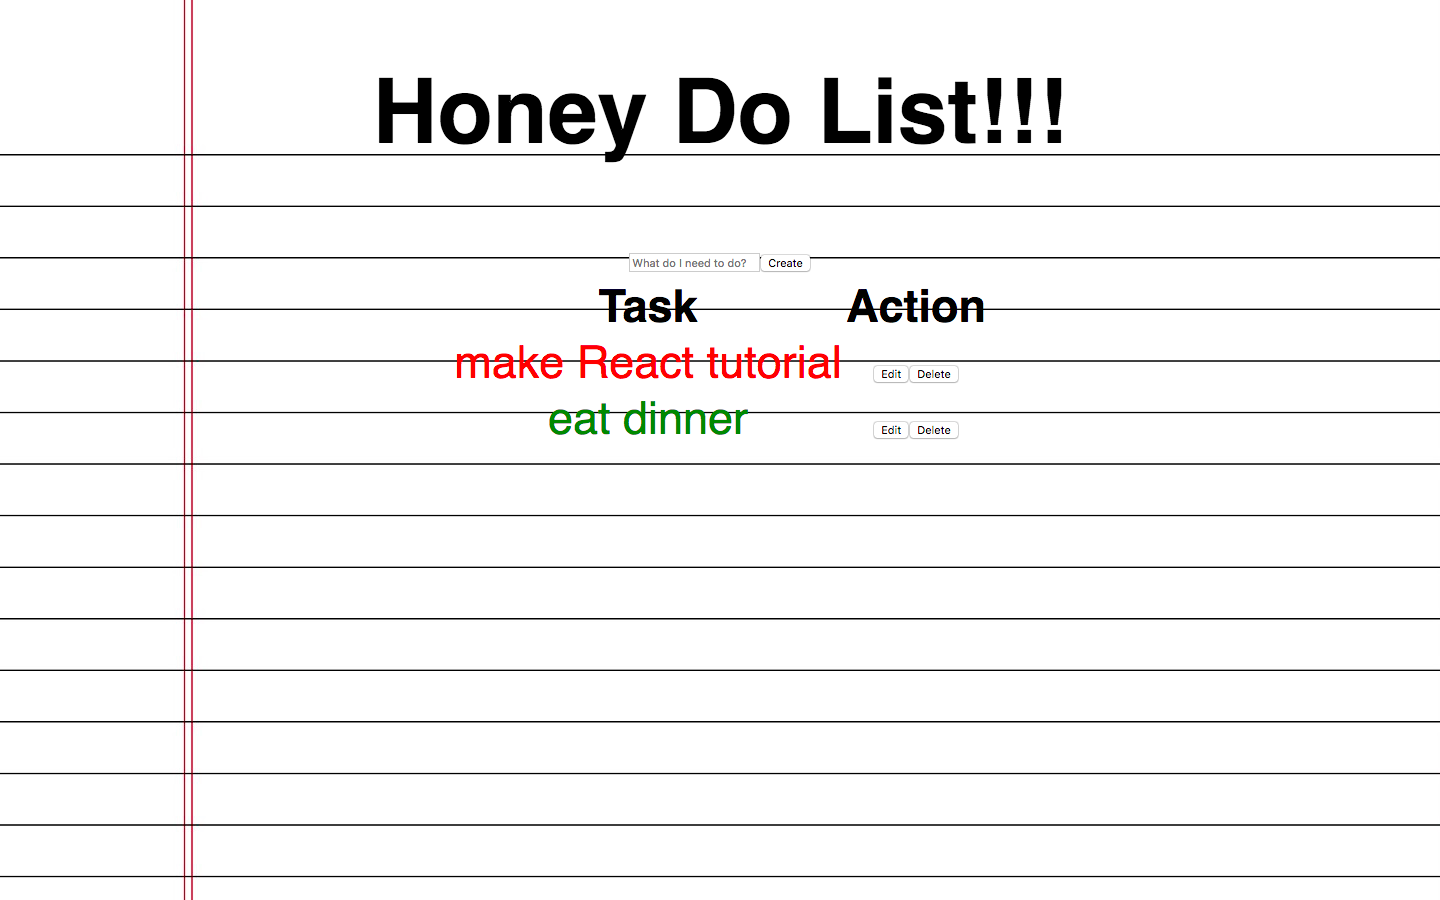 Honey Do List!!!
What do I need to do? Create
Task Action
make React tutorial Edit Delete
eat dinner Edit Delete